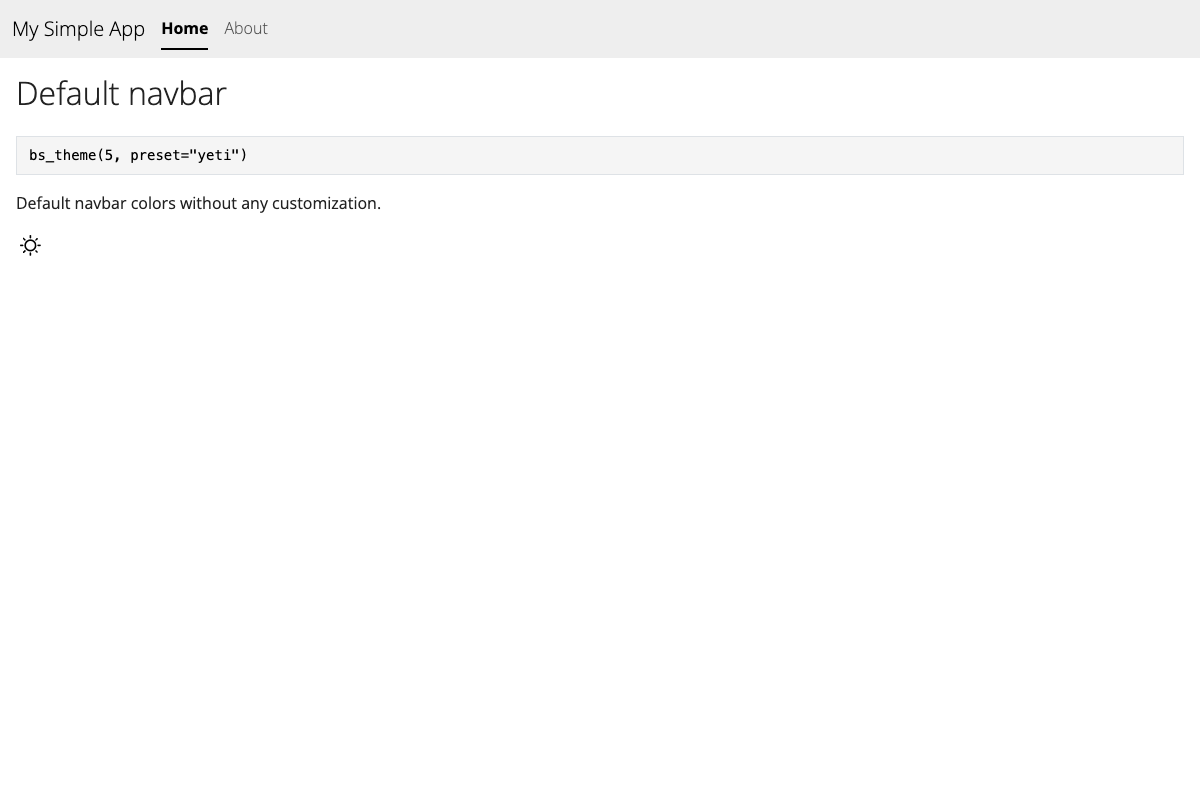 My Simple App Home About
Default navbar
bs_theme(5, preset="yeti")
Default navbar colors without any customization.